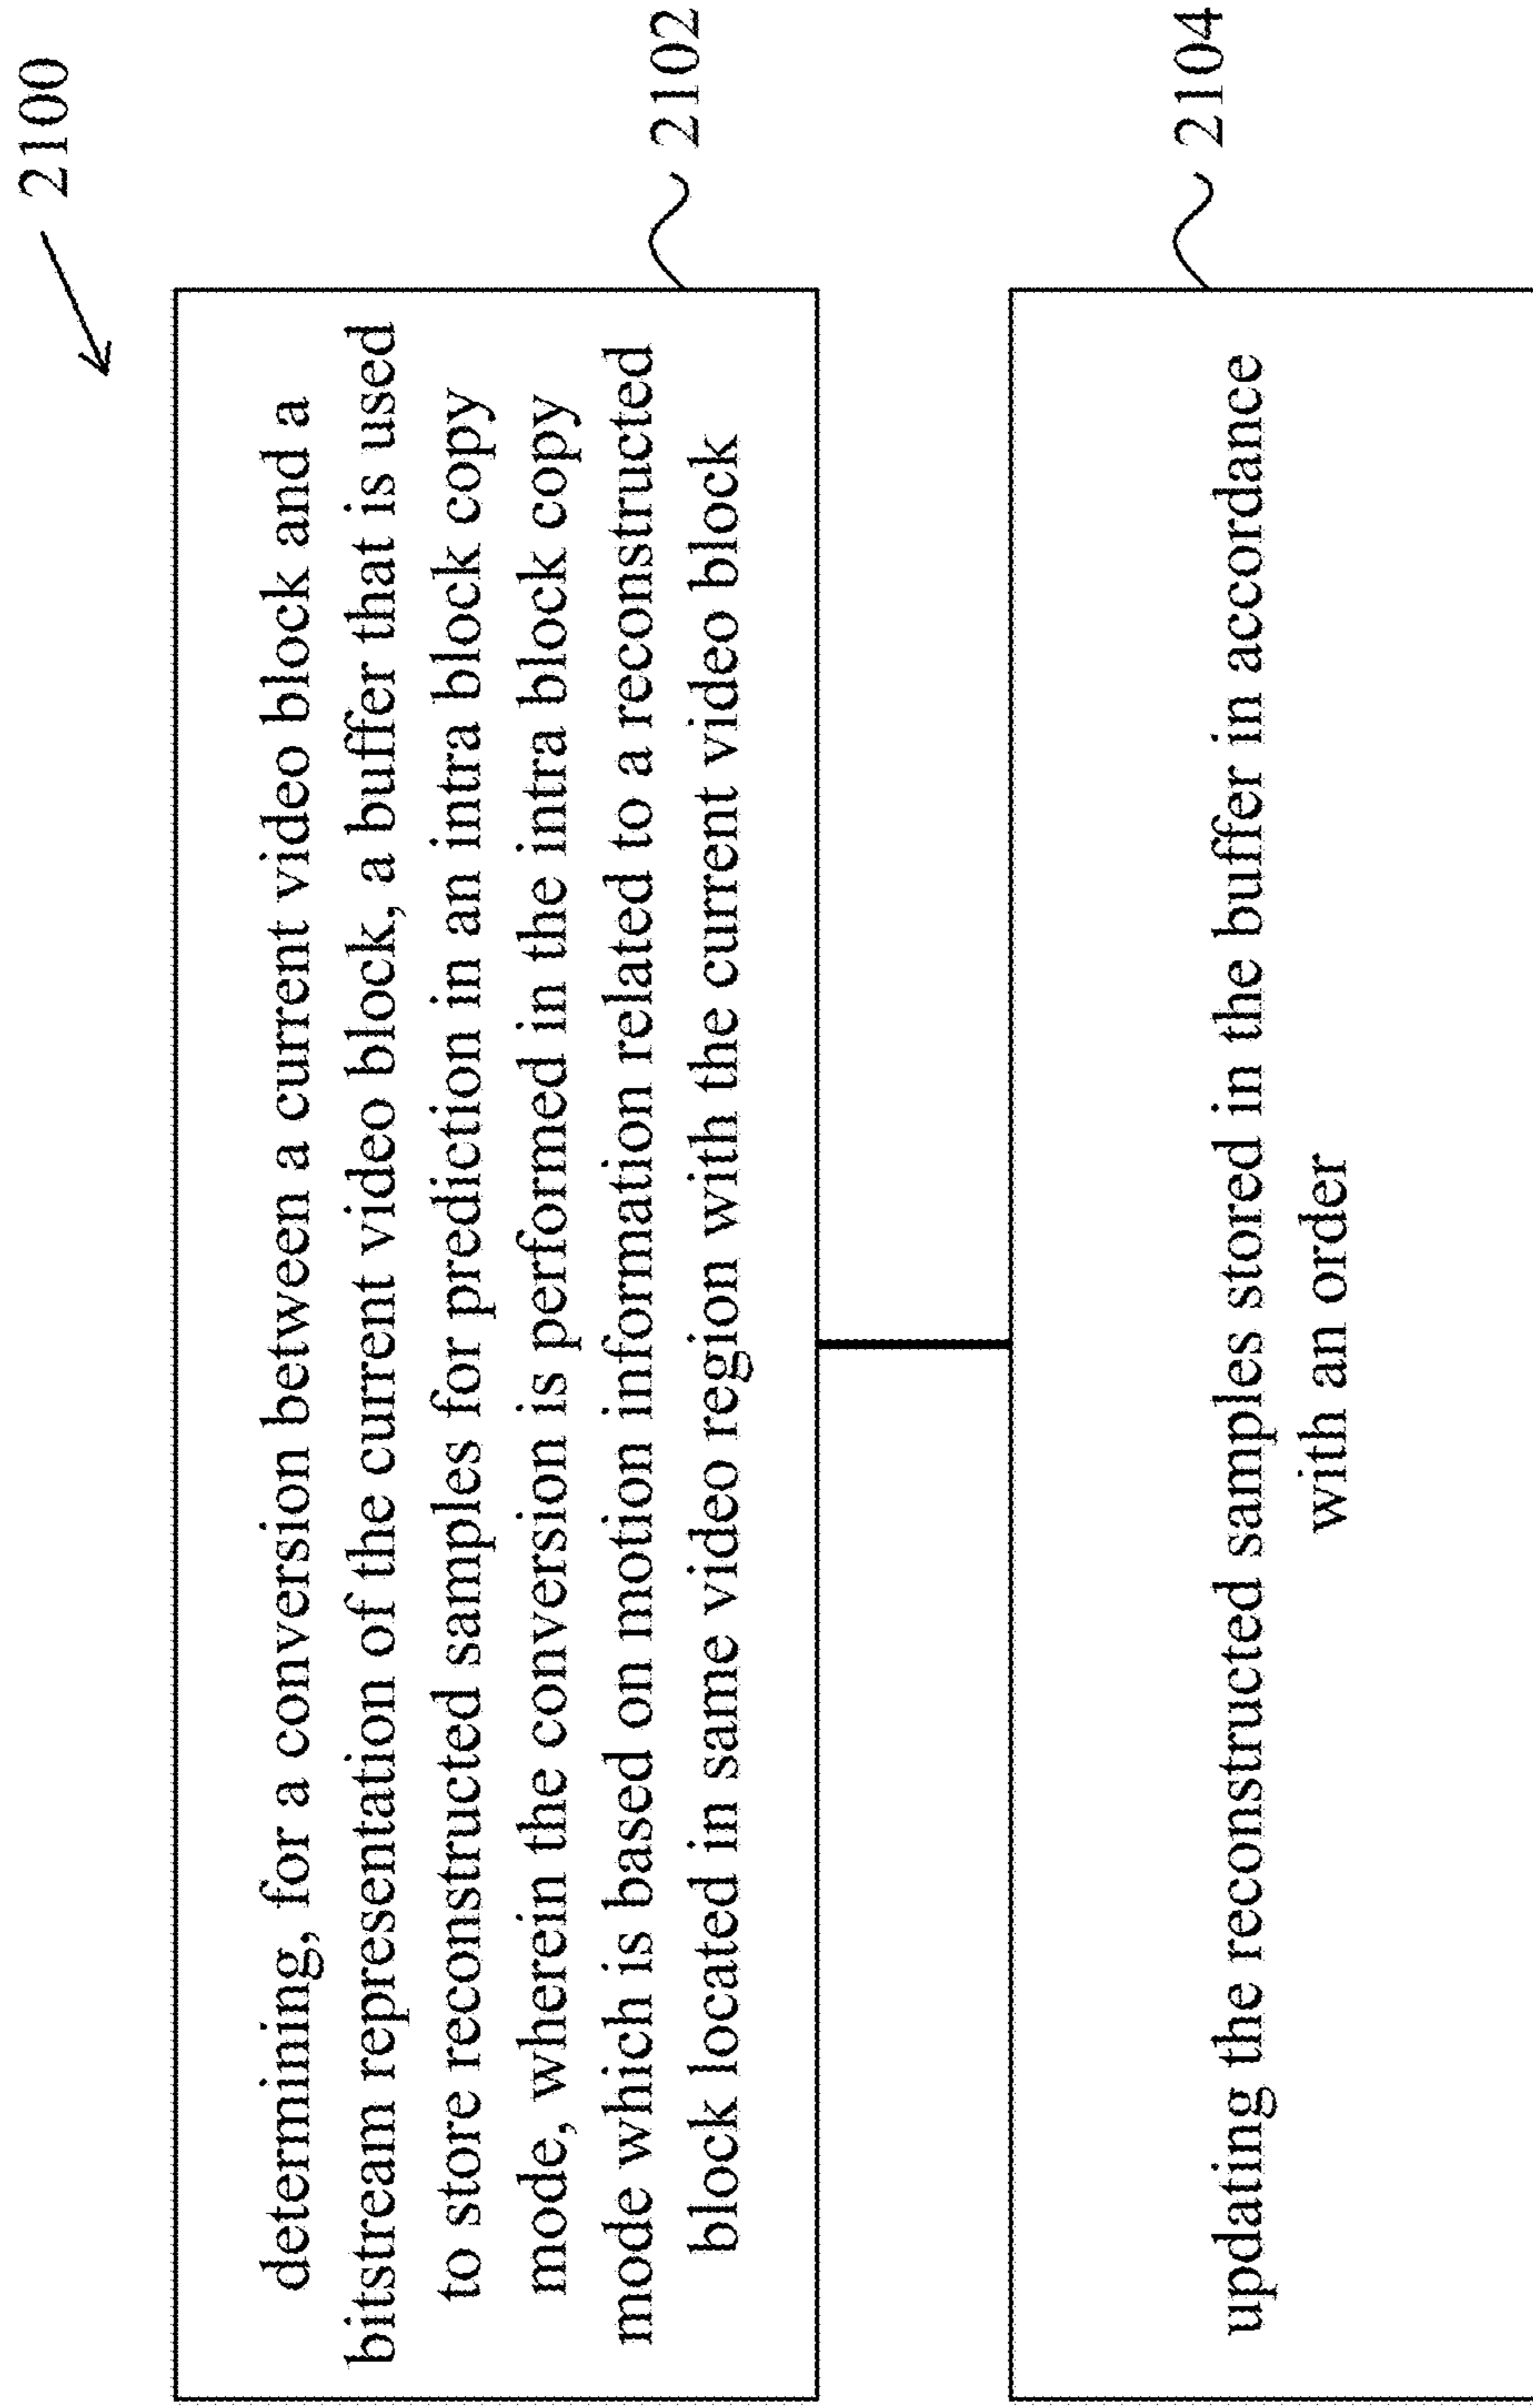 2100
determining, for a conversion between a current video block and a
bitstream representation of the current video block, a buffer that is used
to store reconstructed samples for prediction in an intra block copy
mode, wherein the conversion is performed in the intra block copy
mode which is based on motion information related to a reconstructed
block located in same video region with the current video block
2102
updating the reconstructed samples stored in the buffer in accordance
with an order
2104